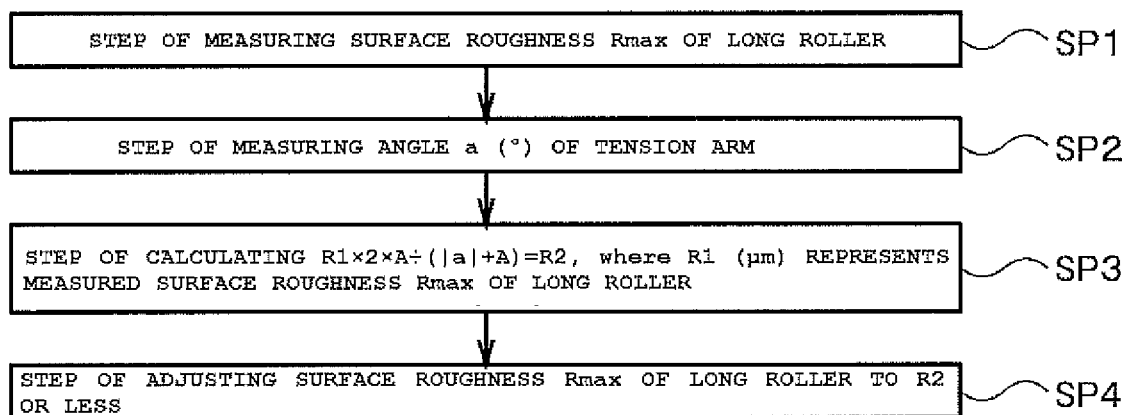 STEP OF MEASURING SURFACE ROUGHNESS Rmax OF LONG ROLLER
SP1
STEP OF MEASURING ANGLE a (°) OF TENSION ARM
SP2
STEP OF CALCULATING R1×2×A÷(|a|+A)=R2, where R1 (µm) REPRESENTS
MEASURED SURFACE ROUGHNESS Rmax OF LONG ROLLER
SP3
STEP OF ADJUSTING SURFACE ROUGHNESS Rmax OF LONG ROLLER TO R2
OR LESS
SP4